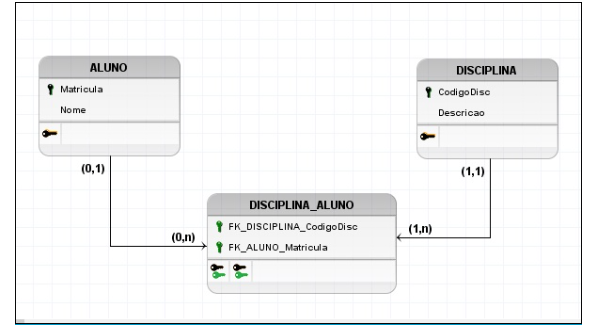 ALUNO
Matricula
Nome
DISCIPLINA
CodigoDisc
Descricao
(0,1)
(1,1)
DISCIPLINA_ALUNO
FK_DISCIPLINA_CodigoDisc
FK_ALUNO_Matricula
(0,n)
(1,n)